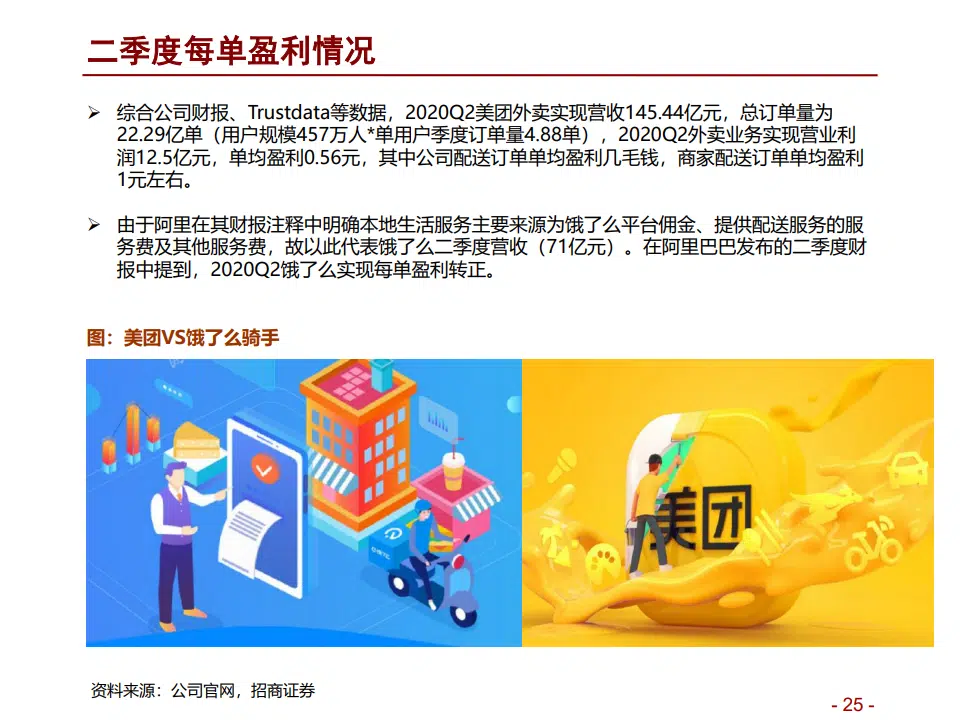 二季度每单盈利情况
➢ 综合公司财报、Trustdata等数据，2020Q2美团外卖实现营收145.44亿元，总订单量为
22.29亿单（用户规模457万人*单用户季度订单量4.88单），2020Q2外卖业务实现营业利
润12.5亿元，单均盈利0.56元，其中公司配送订单单均盈利几毛钱，商家配送订单单均盈利
1元左右。
➢ 由于阿里在其财报注释中明确本地生活服务主要来源为饿了么平台佣金、提供配送服务的服
务费及其他服务费，故以此代表饿了么二季度营收（71亿元）。在阿里巴巴发布的二季度财
报中提到，2020Q2饿了么实现每单盈利转正。
图：美团VS饿了么骑手
美团
资料来源：公司官网，招商证券
- 25 -